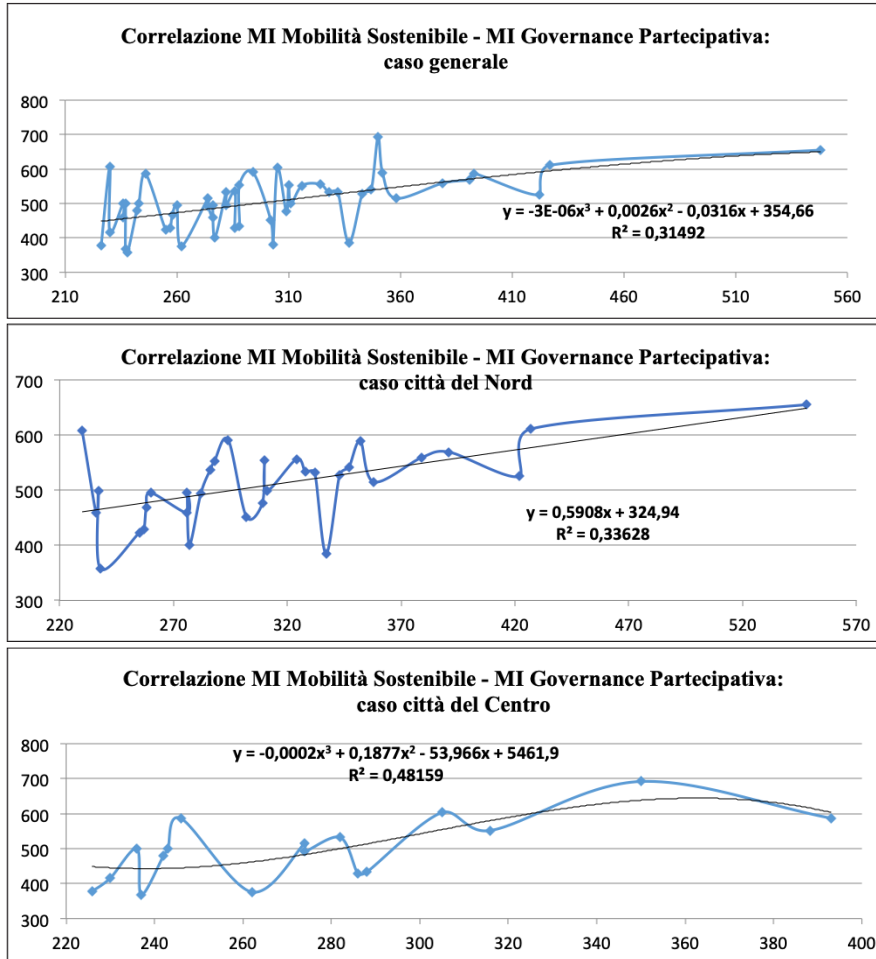 Correlazione MI Mobilità Sostenibile - MI Governance Partecipativa:
caso generale
800
700
600
500
400
300
y = -3E-06x³ + 0,0026x² - 0,0316x + 354,66
R² = 0,31492
210 260 310 360 410 460 510 560
Correlazione MI Mobilità Sostenibile - MI Governance Partecipativa:
caso città del Nord
700
600
500
400
300
y = 0,5908x + 324,94
R² = 0,33628
220 270 320 370 420 470 520 570
Correlazione MI Mobilità Sostenibile - MI Governance Partecipativa:
caso città del Centro
y = -0,0002x³ + 0,1877x² - 53,966x + 5461,9
R² = 0,48159
800
700
600
500
400
300
220 240 260 280 300 320 340 360 380 400